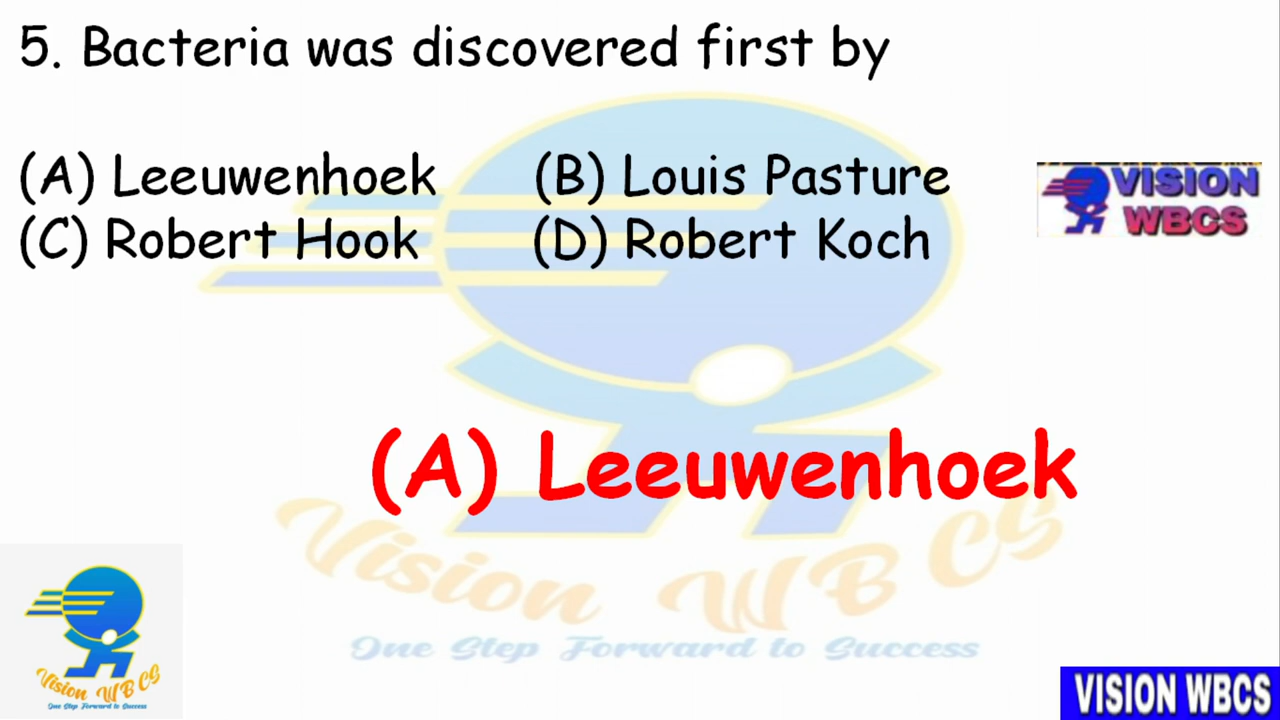 5. Bacteria was discovered first by
(A) Leeuwenhoek (B) Louis Pasture
(C) Robert Hook (D) Robert Koch
VISION
WBCS
(A) Leeuwenhoek
Vision WBCS
One Step Forward to Success
Vision WBCS
One Step Forward to Success
VISION WBCS